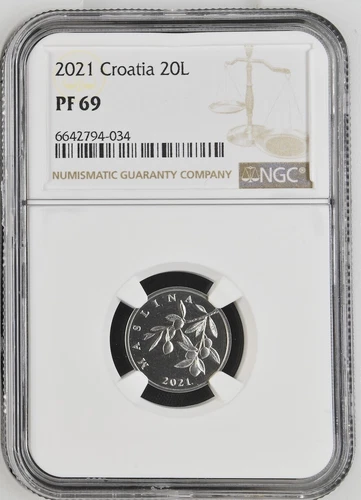 2021 Croatia 20L
PF 69
6642794-034
NUMISMATIC GUARANTY COMPANY
NGC®
MASLINA
2021.